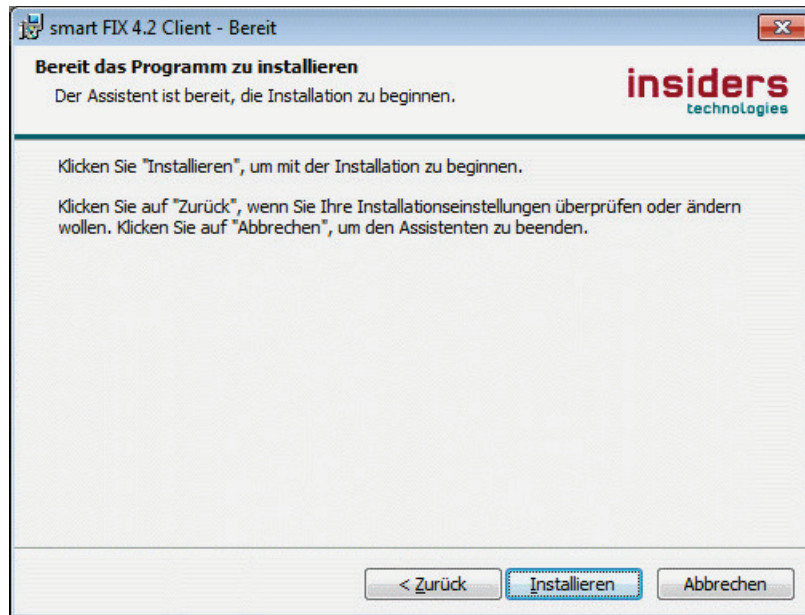 smart FIX 4.2 Client - Bereit
Bereit das Programm zu installieren
Der Assistent ist bereit, die Installation zu beginnen.
insiders
technologies
Klicken Sie "Installieren", um mit der Installation zu beginnen.
Klicken Sie auf "Zurück", wenn Sie Ihre Installationseinstellungen überprüfen oder ändern
wollen. Klicken Sie auf "Abbrechen", um den Assistenten zu beenden.
< Zurück
Installieren
Abbrechen